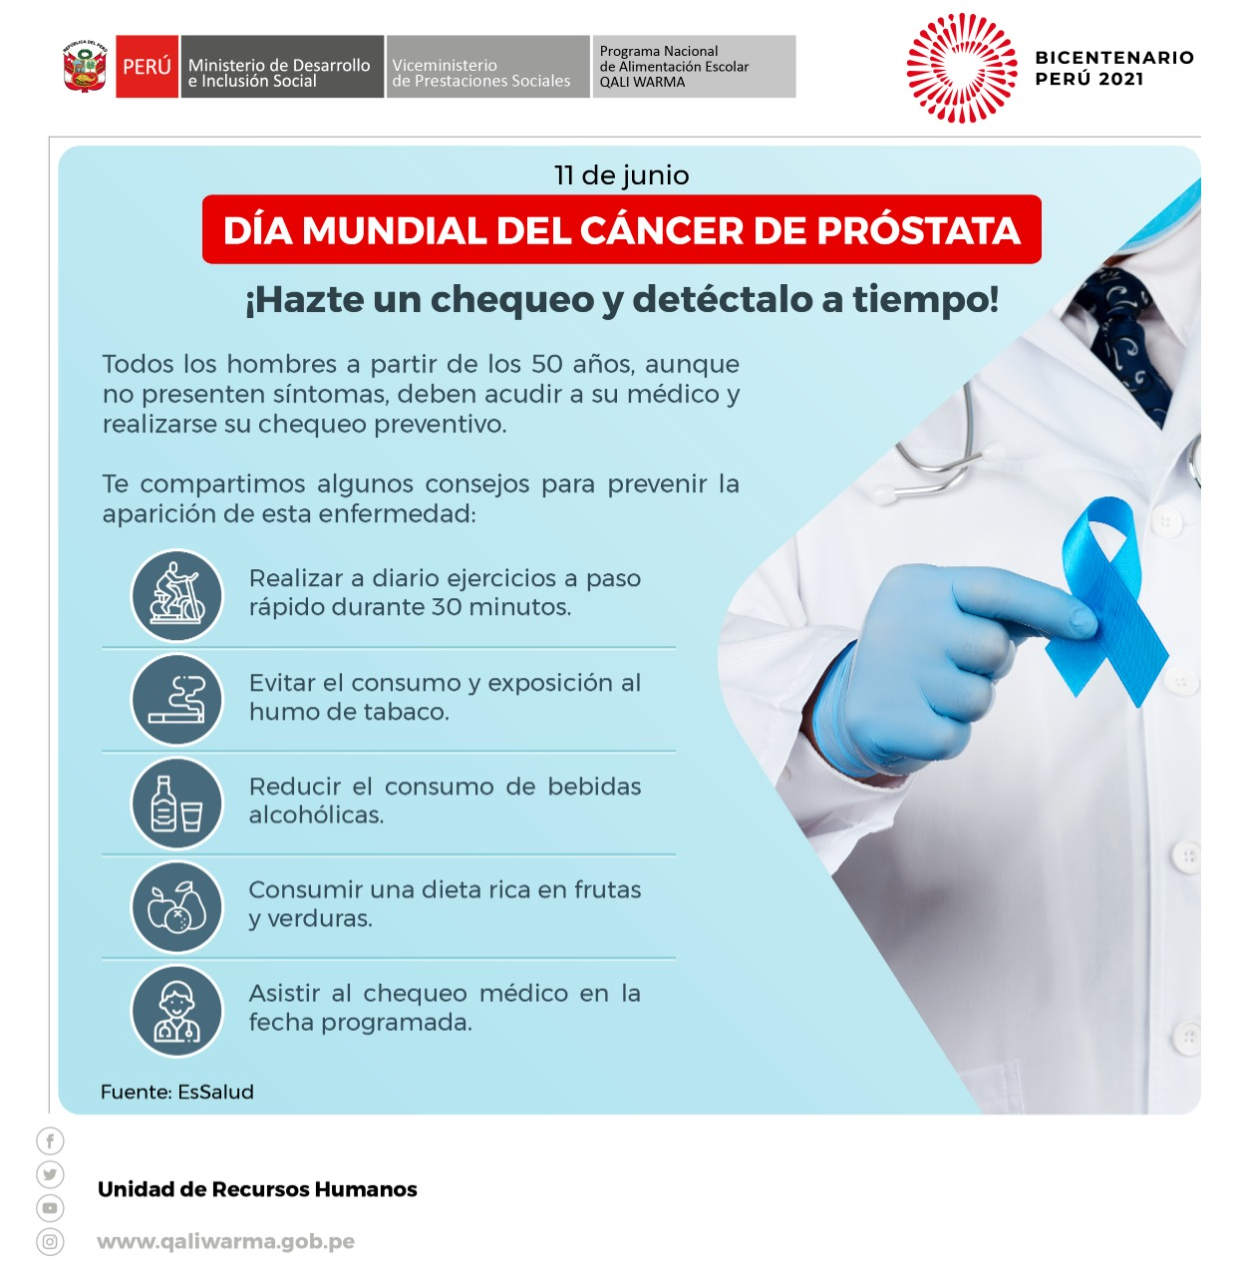 REPÚBLICA DEL PERÚ
PERÚ
Ministerio de Desarrollo
e Inclusión Social
Viceministerio
de Prestaciones Sociales
Programa Nacional
de Alimentación Escolar
QALI WARMA
BICENTENARIO
PERÚ 2021
11 de junio
DÍA MUNDIAL DEL CÁNCER DE PRÓSTATA
¡Hazte un chequeo y detéctalo a tiempo!
Todos los hombres a partir de los 50 años, aunque
no presenten síntomas, deben acudir a su médico y
realizarse su chequeo preventivo.
Te compartimos algunos consejos para prevenir la
aparición de esta enfermedad:
Realizar a diario ejercicios a paso
rápido durante 30 minutos.
Evitar el consumo y exposición al
humo de tabaco.
Reducir el consumo de bebidas
alcohólicas.
Consumir una dieta rica en frutas
y verduras.
Asistir al chequeo médico en la
fecha programada.
Fuente: EsSalud
Unidad de Recursos Humanos
www.qaliwarma.gob.pe